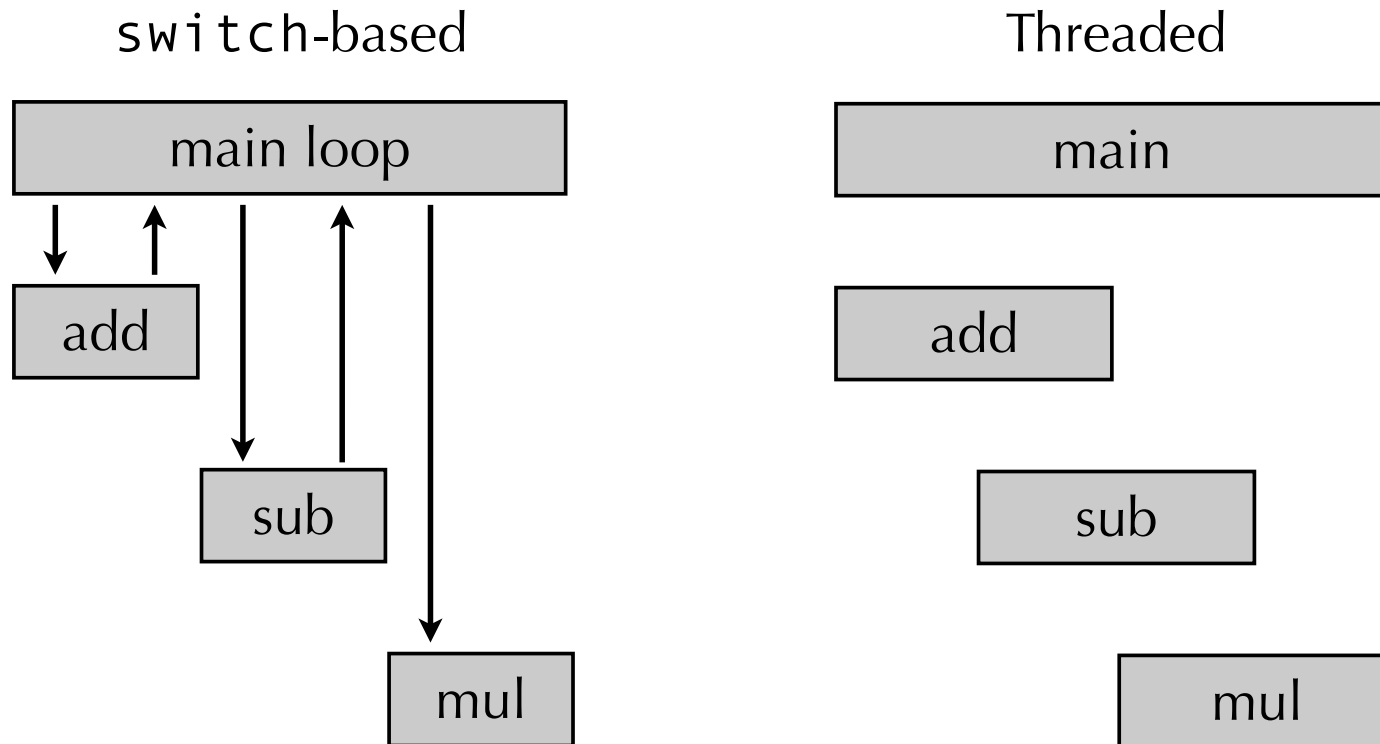 switch-based
main loop
add
sub
mul
Threaded
main
add
sub
mul